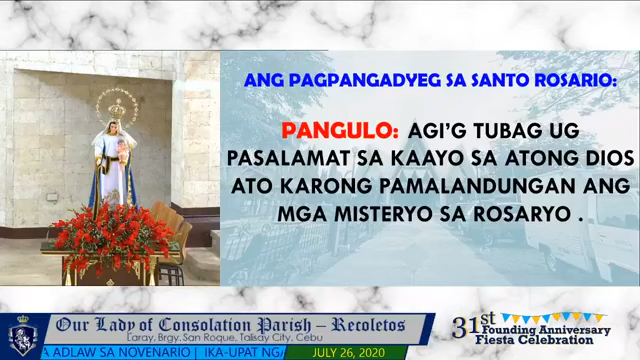 ANG PAGPANGADYEG SA SANTO ROSARIO:
PANGULO: AGI'G TUBAG UG
PASALAMAT SA KAAYO SA ATONG DIOS
ATO KARONG PAMALANDUNGAN ANG
MGA MISTERYO SA ROSARYO .
Our Lady of Consolation Parish – Recoletos
Laray, Brgy. San Roque, Talisay City, Cebu
31st Founding Anniversary
Fiesta Celebration
A ADLAW SA NOVENARIO | IKA-UPAT NGA
JULY 26, 2020